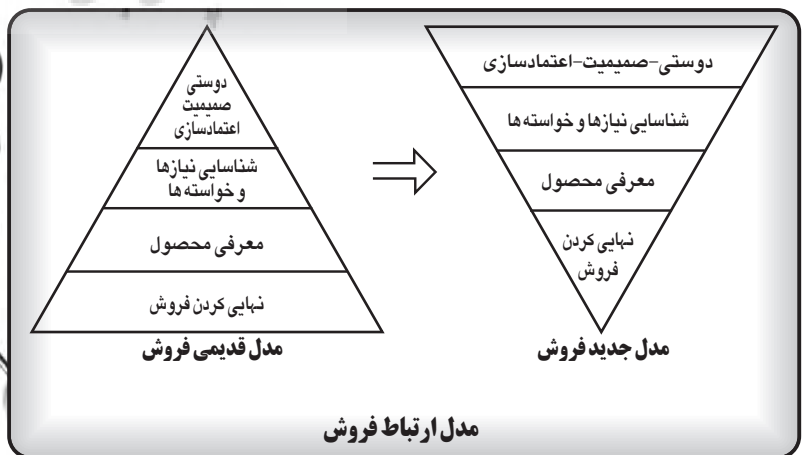 دوستی
صمیمیت
اعتمادسازی
شناسایی نیازها
و خواسته‌ها
معرفی محصول
نهایی کردن فروش
مدل قدیمی فروش
دوستی-صمیمیت-اعتمادسازی
شناسایی نیازها و خواسته‌ها
معرفی محصول
نهایی کردن
فروش
مدل جدید فروش
مدل ارتباط فروش